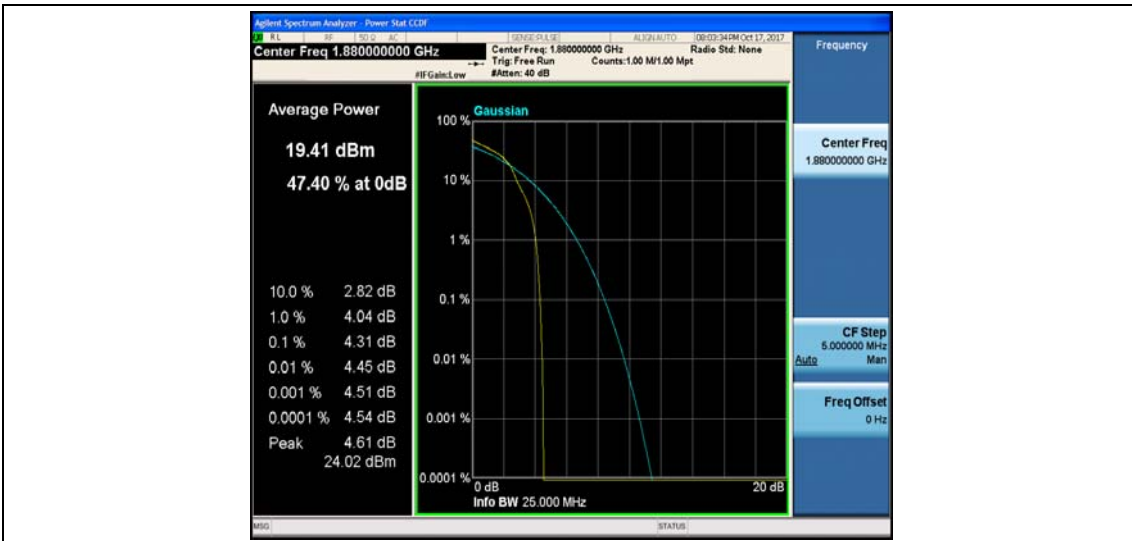 Agilent Spectrum Analyzer - Power Stat CCDF
RL RF 50 Ω AC SENSE:PULSE ALIGNAUTO 08:03:34 PM Oct 17, 2017
Center Freq 1.880000000 GHz
Center Freq: 1.880000000 GHz Radio Std: None
Trig: Free Run Counts:1.00 M/1.00 Mpt
#IFGain:Low #Atten: 40 dB
Frequency
Average Power
19.41 dBm
47.40 % at 0dB
10.0 % 2.82 dB
1.0 % 4.04 dB
0.1 % 4.31 dB
0.01 % 4.45 dB
0.001 % 4.51 dB
0.0001 % 4.54 dB
Peak 4.61 dB
24.02 dBm
Gaussian
100 %
10 %
1 %
0.1 %
0.01 %
0.001 %
0.0001 %
0 dB 20 dB
Info BW 25.000 MHz
Center Freq
1.880000000 GHz
CF Step
5.000000 MHz
Auto Man
Freq Offset
0 Hz
MSG STATUS